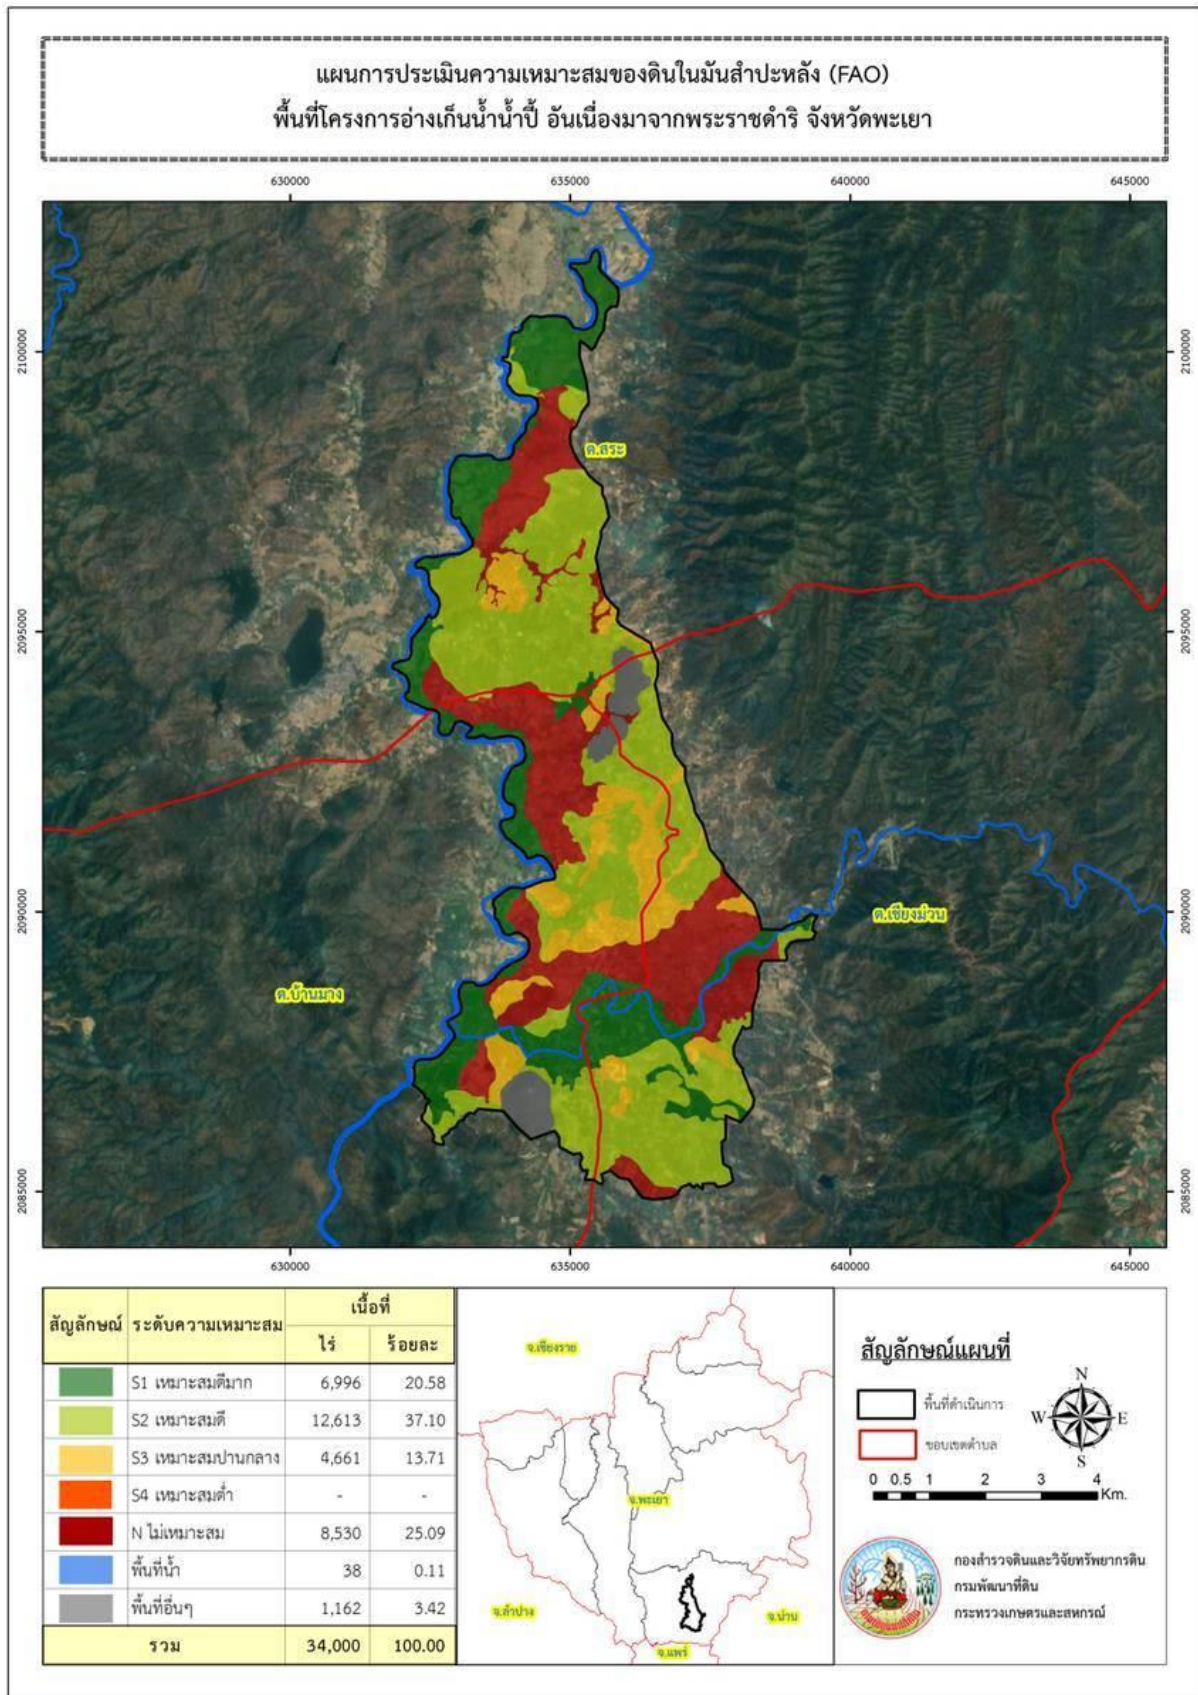 แผนการประเมินความเหมาะสมของดินในมันสำปะหลัง (FAO)
พื้นที่โครงการอ่างเก็บน้ำน้ำปี้ อันเนื่องมาจากพระราชดำริ จังหวัดพะเยา
630000 635000 640000 645000
2100000 2100000
ต.สระ
2095000 2095000
2090000 2090000
ต.เชียงม่วน
ต.บ้านมาง
2085000 2085000
630000 635000 640000 645000
สัญลักษณ์ ระดับความเหมาะสม เนื้อที่
ไร่ ร้อยละ
S1 เหมาะสมดีมาก 6,996 20.58
S2 เหมาะสมดี 12,613 37.10
S3 เหมาะสมปานกลาง 4,661 13.71
S4 เหมาะสมต่ำ - -
N ไม่เหมาะสม 8,530 25.09
พื้นที่น้ำ 38 0.11
พื้นที่อื่นๆ 1,162 3.42
รวม 34,000 100.00
จ.เชียงราย
จ.พะเยา
จ.ลำปาง
จ.น่าน
จ.แพร่
สัญลักษณ์แผนที่
พื้นที่ดำเนินการ
ขอบเขตตำบล
N
W E
S
0 0.5 1 2 3 4
Km.
กองสำรวจดินและวิจัยทรัพยากรดิน
กรมพัฒนาที่ดิน
กระทรวงเกษตรและสหกรณ์